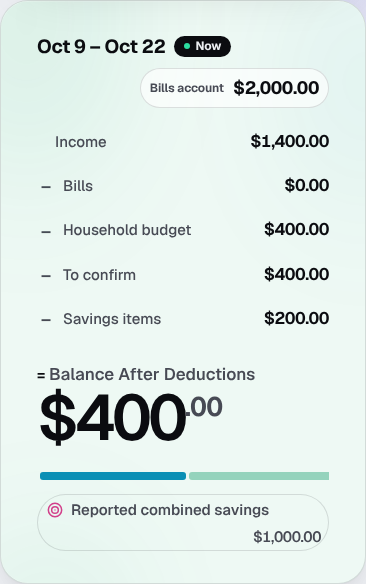 Oct 9 – Oct 22 Now
Bills account $2,000.00
Income $1,400.00
– Bills $0.00
– Household budget $400.00
– To confirm $400.00
– Savings items $200.00
= Balance After Deductions
$400.00
Reported combined savings
$1,000.00